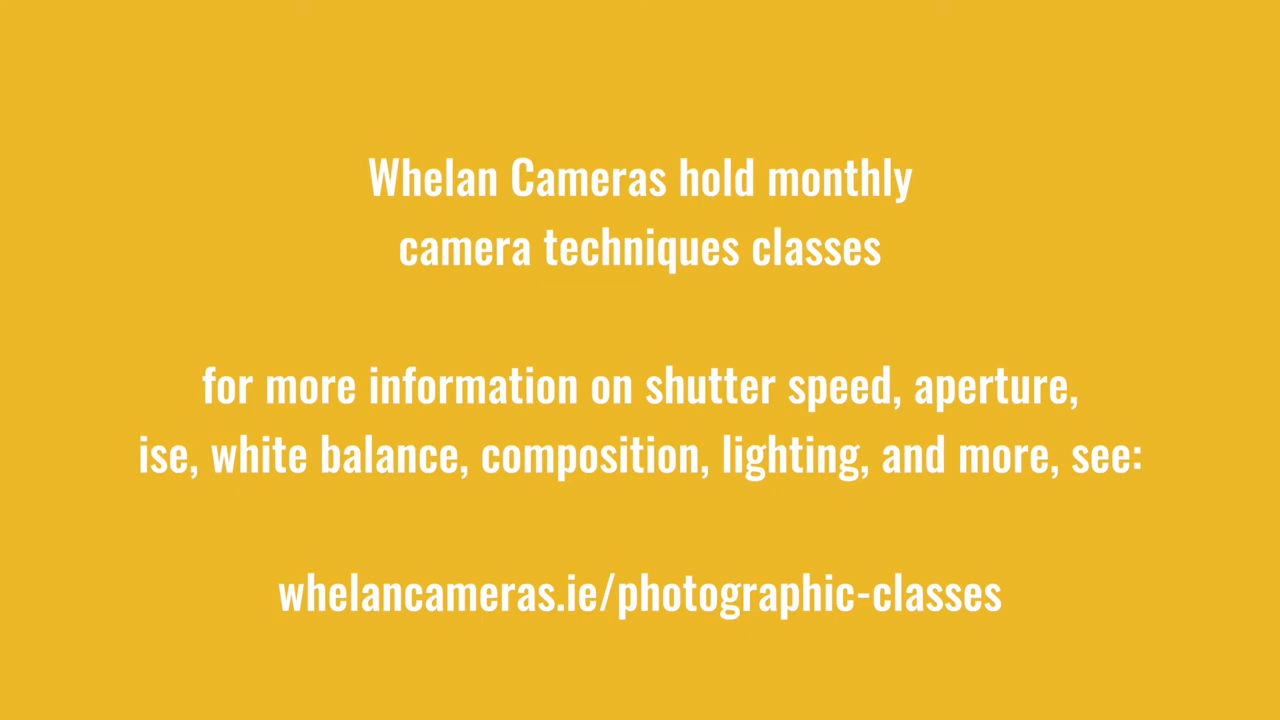 Whelan Cameras hold monthly
camera techniques classes
for more information on shutter speed, aperture,
ise, white balance, composition, lighting, and more, see:
whelancameras.ie/photographic-classes